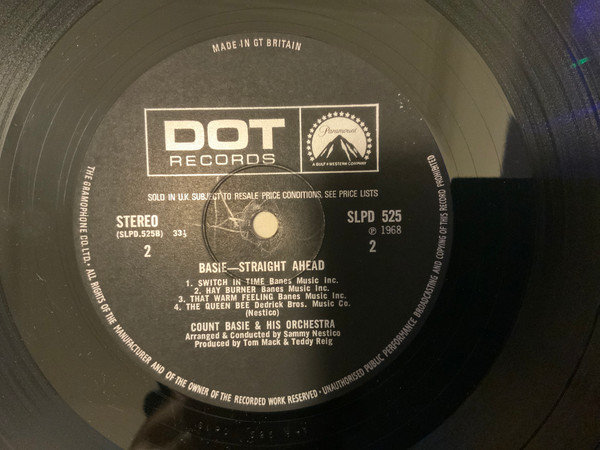 MADE IN GT BRITAIN
DOT
RECORDS
Paramount
A GULF+WESTERN COMPANY
SOLD IN U.K. SUBJECT TO RESALE PRICE CONDITIONS, SEE PRICE LISTS
STEREO
(SLPD.525B) 33⅓
2
SLPD 525
℗ 1968
2
BASIE—STRAIGHT AHEAD
1. SWITCH IN TIME Banes Music Inc.
2. HAY BURNER Banes Music Inc.
3. THAT WARM FEELING Banes Music Inc.
4. THE QUEEN BEE Dedrick Bros. Music Co.
(Nestico)
COUNT BASIE & HIS ORCHESTRA
Arranged & Conducted by Sammy Nestico
Produced by Tom Mack & Teddy Reig
THE GRAMOPHONE CO. LTD. • ALL RIGHTS OF THE MANUFACTURER AND OF THE OWNER OF THE RECORDED WORK RESERVED • UNAUTHORISED PUBLIC PERFORMANCE BROADCASTING AND COPYING OF THIS RECORD PROHIBITED